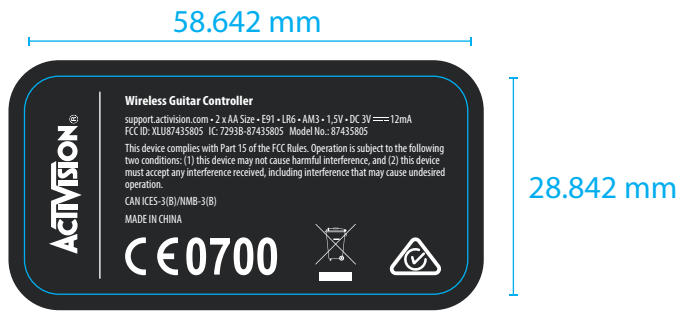 58.642 mm
ACTIVISION®
Wireless Guitar Controller
support.activision.com • 2 x AA Size • E91 • LR6 • AM3 • 1,5V • DC 3V ⎓ 12mA
FCC ID: XLU87435805 IC: 7293B-87435805 Model No.: 87435805
This device complies with Part 15 of the FCC Rules. Operation is subject to the following
two conditions: (1) this device may not cause harmful interference, and (2) this device
must accept any interference received, including interference that may cause undesired
operation.
CAN ICES-3(B)/NMB-3(B)
MADE IN CHINA
CE0700
28.842 mm